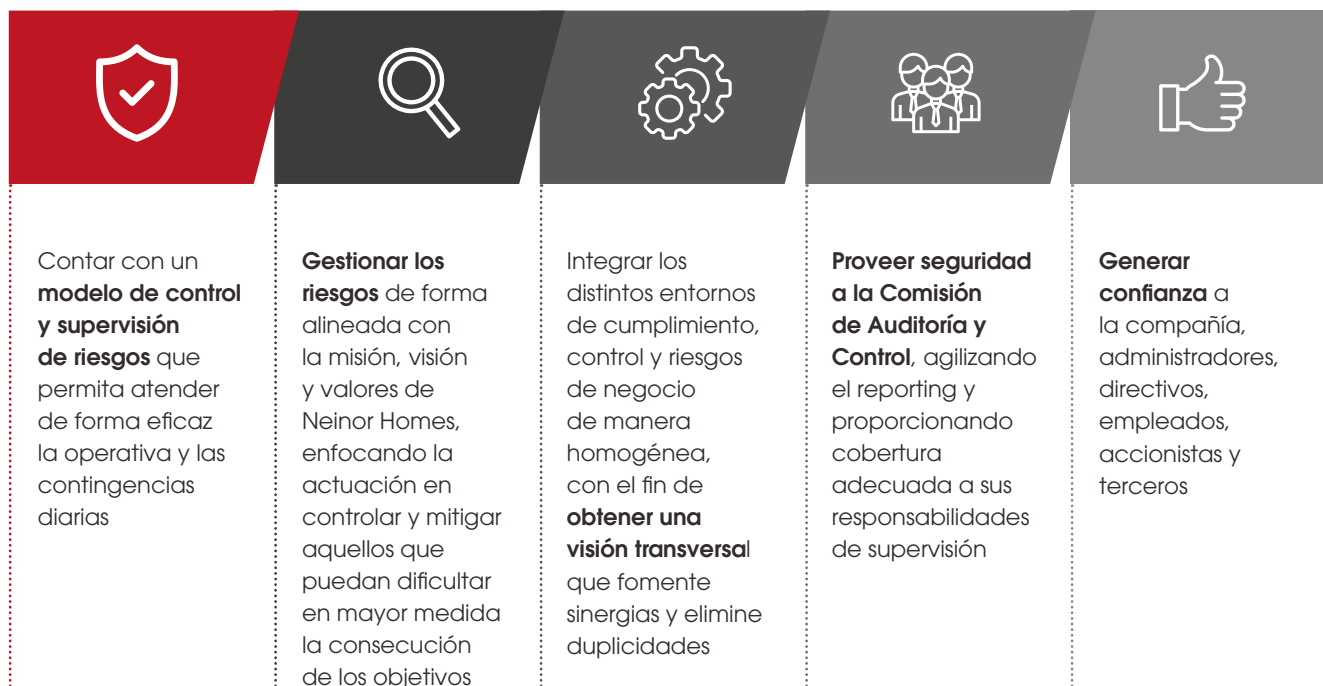 Contar con un
modelo de control
y supervisión
de riesgos que
permita atender
de forma eficaz
la operativa y las
contingencias
diarias
Gestionar los
riesgos de forma
alineada con
la misión, visión
y valores de
Neinor Homes,
enfocando la
actuación en
controlar y mitigar
aquellos que
puedan dificultar
en mayor medida
la consecución
de los objetivos
Integrar los
distintos entornos
de cumplimiento,
control y riesgos
de negocio
de manera
homogénea,
con el fin de
obtener una
visión transversal
que fomente
sinergias y elimine
duplicidades
Proveer seguridad
a la Comisión
de Auditoría y
Control, agilizando
el reporting y
proporcionando
cobertura
adecuada a sus
responsabilidades
de supervisión
Generar
confianza a
la compañía,
administradores,
directivos,
empleados,
accionistas y
terceros